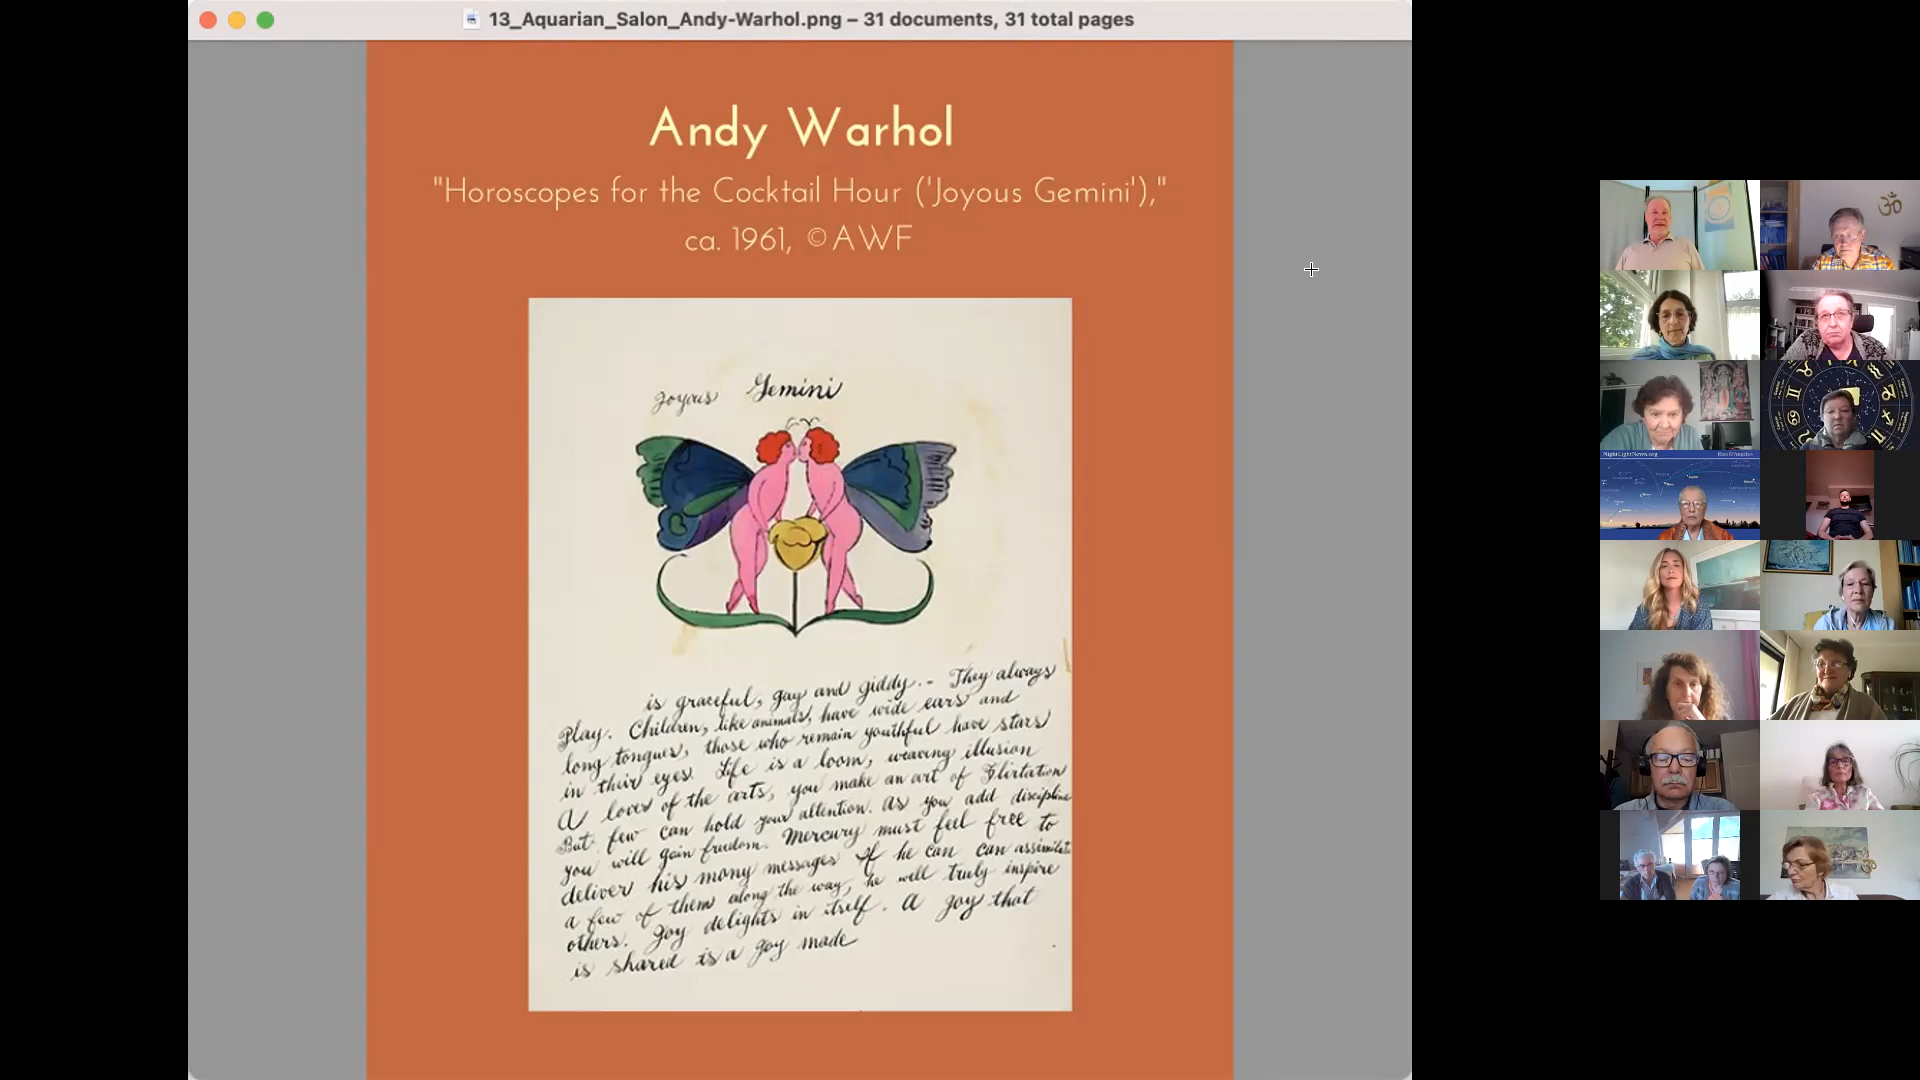 13_Aquarian_Salon_Andy-Warhol.png – 31 documents, 31 total pages
Andy Warhol
"Horoscopes for the Cocktail Hour ('Joyous Gemini'),"
ca. 1961, ©AWF
joyous Gemini
is graceful, gay and giddy.- They always
Play. Children, like animals, have wide ears and
long tongues, those who remain youthful have stars
in their eyes. Life is a loom, weaving illusion
A lover of the arts, you make an art of Flirtation
But few can hold your attention. As you add discipline
you will gain freedom. Mercury must feel free to
deliver his many messages If he can can assimilate
a few of them along the way, he will truly inspire
others. Joy delights in itself. A joy that
is shared is a joy made
NightLightNews.org
ॐ